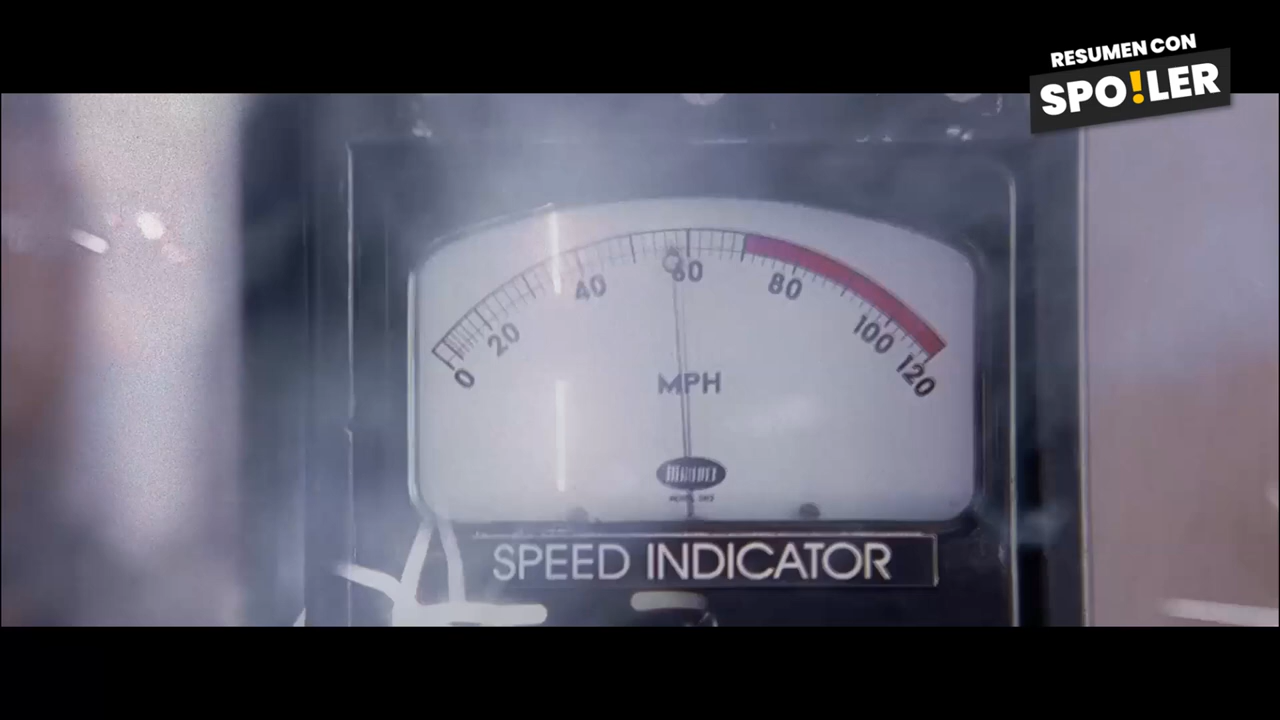 RESUMEN CON
SPO!LER
0 20 40 60 80 100 120
MPH
SPEED INDICATOR